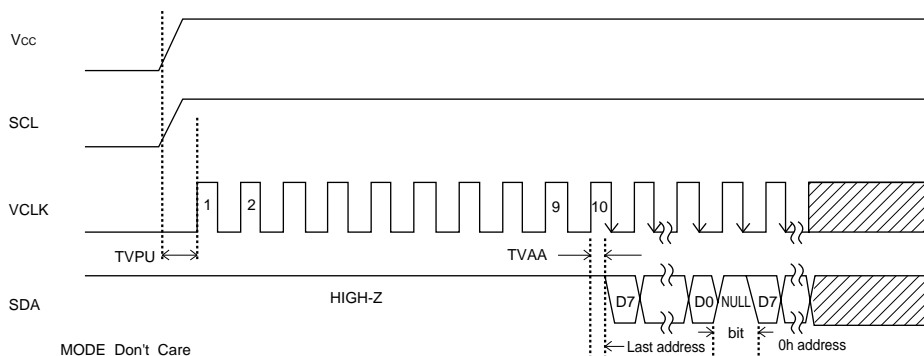 Vcc
SCL
VCLK
1 2 9 10
TVPU TVAA
SDA
HIGH-Z
D7 D0 NULL D7
bit
Last address 0h address
MODE Don't Care